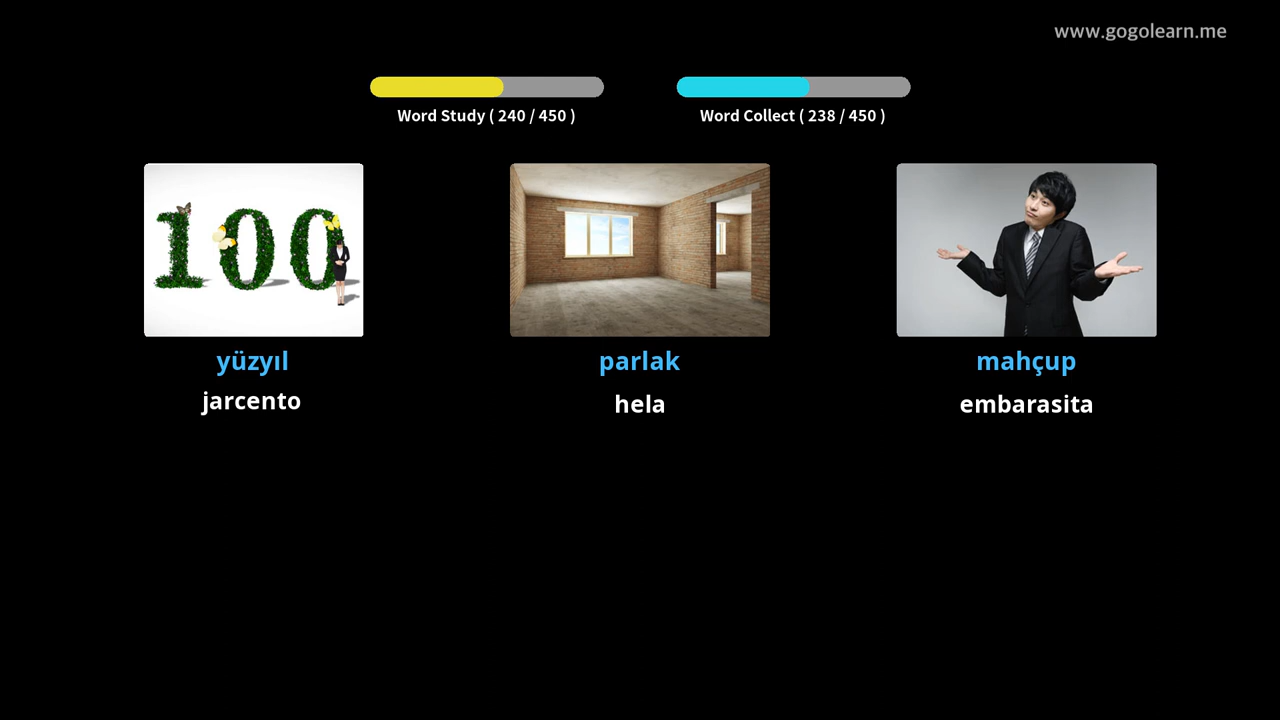 www.gogolearn.me
Word Study ( 240 / 450 )
Word Collect ( 238 / 450 )
100
yüzyıl
parlak
mahçup
jarcento
hela
embarasita